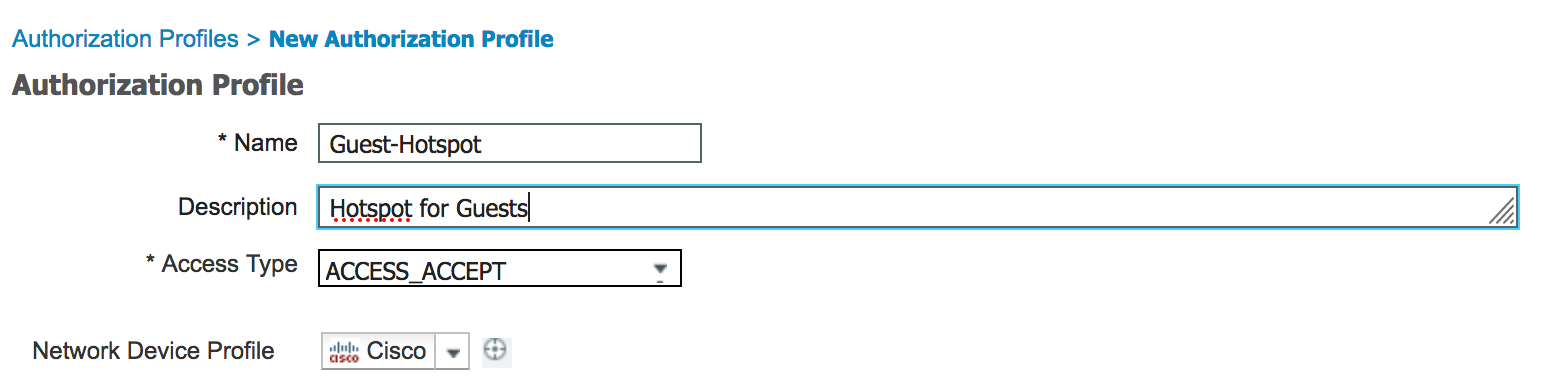 Authorization Profiles > New Authorization Profile
Authorization Profile
* Name Guest-Hotspot
Description Hotspot for Guests
* Access Type ACCESS_ACCEPT
Network Device Profile cisco Cisco